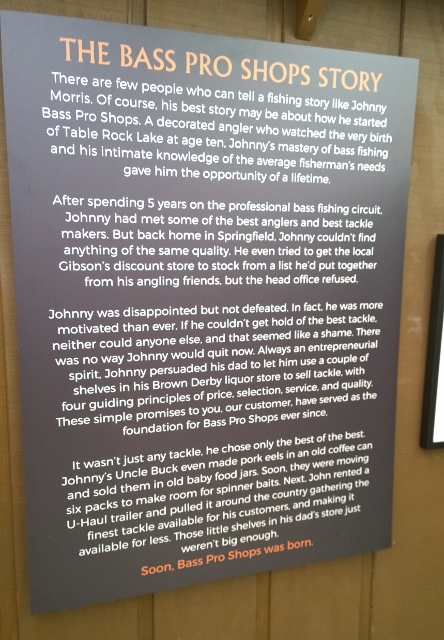 THE BASS PRO SHOPS STORY
There are few people who can tell a fishing story like Johnny
Morris. Of course, his best story may be about how he started
Bass Pro Shops. A decorated angler who watched the very birth
of Table Rock Lake at age ten, Johnny's mastery of bass fishing
and his intimate knowledge of the average fisherman's needs
gave him the opportunity of a lifetime.
After spending 5 years on the professional bass fishing circuit,
Johnny had met some of the best anglers and best tackle
makers. But back home in Springfield, Johnny couldn't find
anything of the same quality. He even tried to get the local
Gibson's discount store to stock from a list he'd put together
from his angling friends, but the head office refused.
Johnny was disappointed but not defeated. In fact, he was more
motivated than ever. If he couldn't get hold of the best tackle,
neither could anyone else, and that seemed like a shame. There
was no way Johnny would quit now. Always an entrepreneurial
spirit, Johnny persuaded his dad to let him use a couple of
shelves in his Brown Derby liquor store to sell tackle, with
four guiding principles of price, selection, service, and quality.
These simple promises to you, our customer, have served as the
foundation for Bass Pro Shops ever since.
It wasn't just any tackle, he chose only the best of the best.
Johnny's Uncle Buck even made pork eels in an old coffee can
and sold them in old baby food jars. Soon, they were moving
six packs to make room for spinner baits. Next, John rented a
U-Haul trailer and pulled it around the country gathering the
finest tackle available for his customers, and making it
available for less. Those little shelves in his dad's store just
weren't big enough.
Soon, Bass Pro Shops was born.